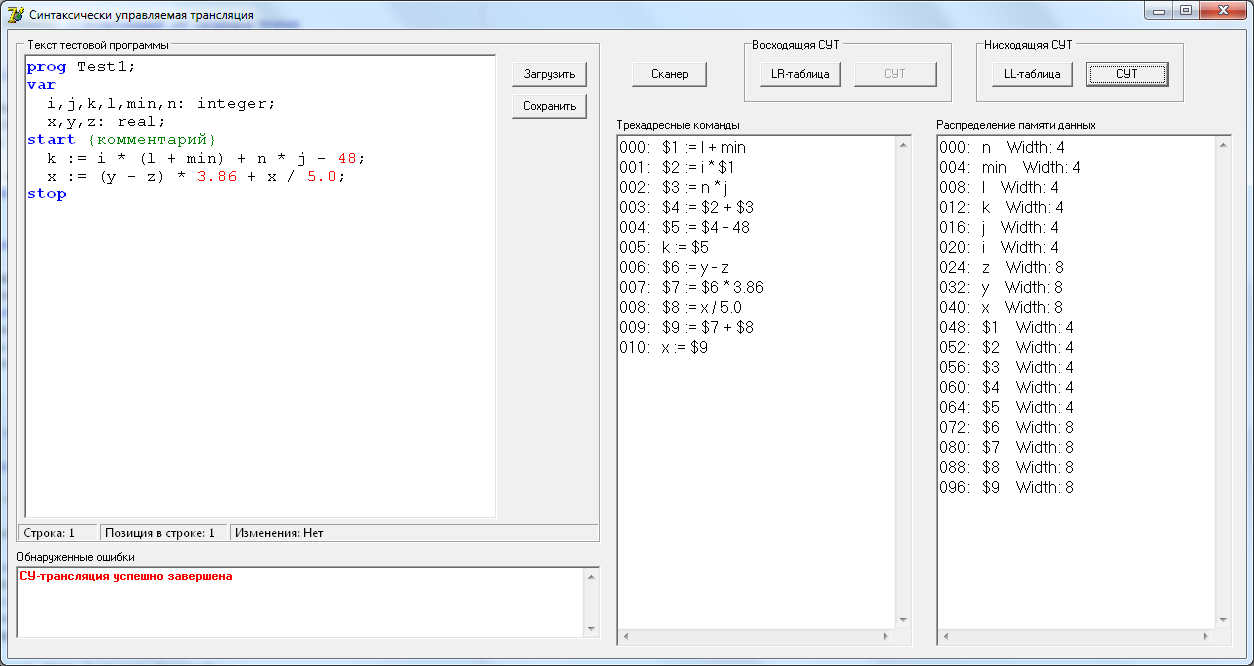 Синтаксически управляемая трансляция
Текст тестовой программы
prog Test1;
var
i,j,k,l,min,n: integer;
x,y,z: real;
start {комментарий}
k := i * (l + min) + n * j - 48;
x := (y - z) * 3.86 + x / 5.0;
stop
Загрузить
Сохранить
Строка: 1
Позиция в строке: 1
Изменения: Нет
Обнаруженные ошибки
СУ-трансляция успешно завершена
Сканер
Восходящяя СУТ
LR-таблица
СУТ
Нисходящяя СУТ
LL-таблица
СУТ
Трехадресные команды
000: $1 := l + min
001: $2 := i * $1
002: $3 := n * j
003: $4 := $2 + $3
004: $5 := $4 - 48
005: k := $5
006: $6 := y - z
007: $7 := $6 * 3.86
008: $8 := x / 5.0
009: $9 := $7 + $8
010: x := $9
Распределение памяти данных
000: n Width: 4
004: min Width: 4
008: l Width: 4
012: k Width: 4
016: j Width: 4
020: i Width: 4
024: z Width: 8
032: y Width: 8
040: x Width: 8
048: $1 Width: 4
052: $2 Width: 4
056: $3 Width: 4
060: $4 Width: 4
064: $5 Width: 4
072: $6 Width: 8
080: $7 Width: 8
088: $8 Width: 8
096: $9 Width: 8